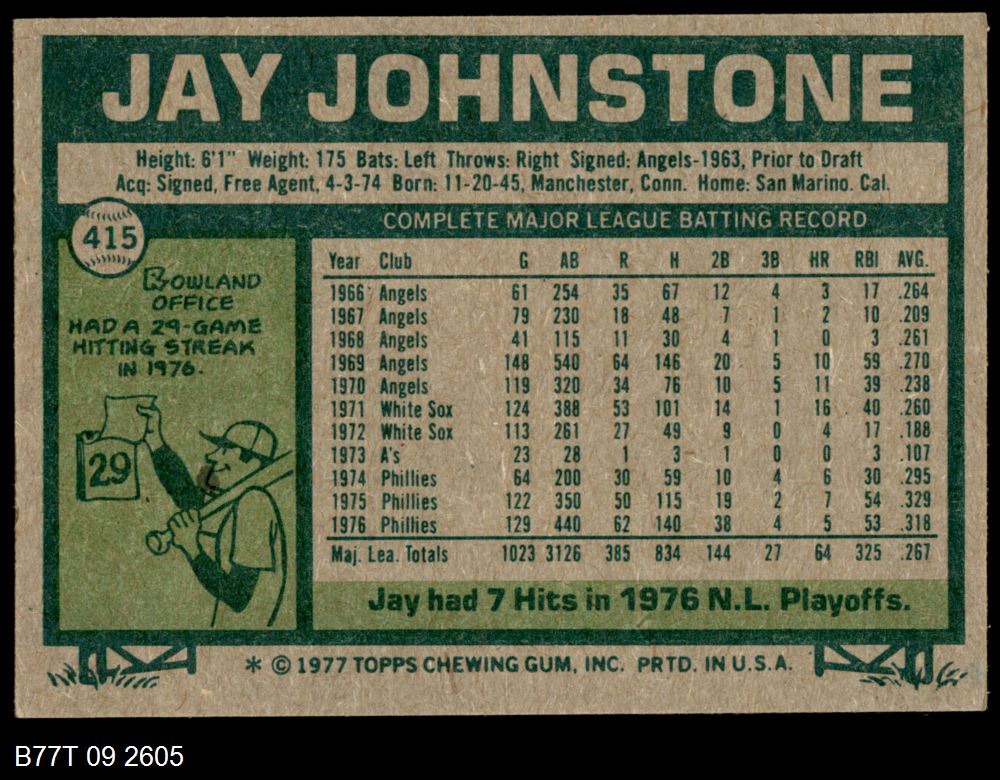 JAY JOHNSTONE
Height: 6'1" Weight: 175 Bats: Left Throws: Right Signed: Angels-1963, Prior to Draft
Acq: Signed, Free Agent, 4-3-74 Born: 11-20-45, Manchester, Conn. Home: San Marino. Cal.
415
COMPLETE MAJOR LEAGUE BATTING RECORD
ROWLAND
OFFICE
HAD A 29-GAME
HITTING STREAK
IN 1976.
29
Year Club G AB R H 2B 3B HR RBI AVG.
1966 Angels 61 254 35 67 12 4 3 17 .264
1967 Angels 79 230 18 48 7 1 2 10 .209
1968 Angels 41 115 11 30 4 1 0 3 .261
1969 Angels 148 540 64 146 20 5 10 59 .270
1970 Angels 119 320 34 76 10 5 11 39 .238
1971 White Sox 124 388 53 101 14 1 16 40 .260
1972 White Sox 113 261 27 49 9 0 4 17 .188
1973 A's 23 28 1 3 1 0 0 3 .107
1974 Phillies 64 200 30 59 10 4 6 30 .295
1975 Phillies 122 350 50 115 19 2 7 54 .329
1976 Phillies 129 440 62 140 38 4 5 53 .318
Maj. Lea. Totals 1023 3126 385 834 144 27 64 325 .267
Jay had 7 Hits in 1976 N.L. Playoffs.
* © 1977 TOPPS CHEWING GUM, INC. PRTD. IN U.S.A.
B77T 09 2605